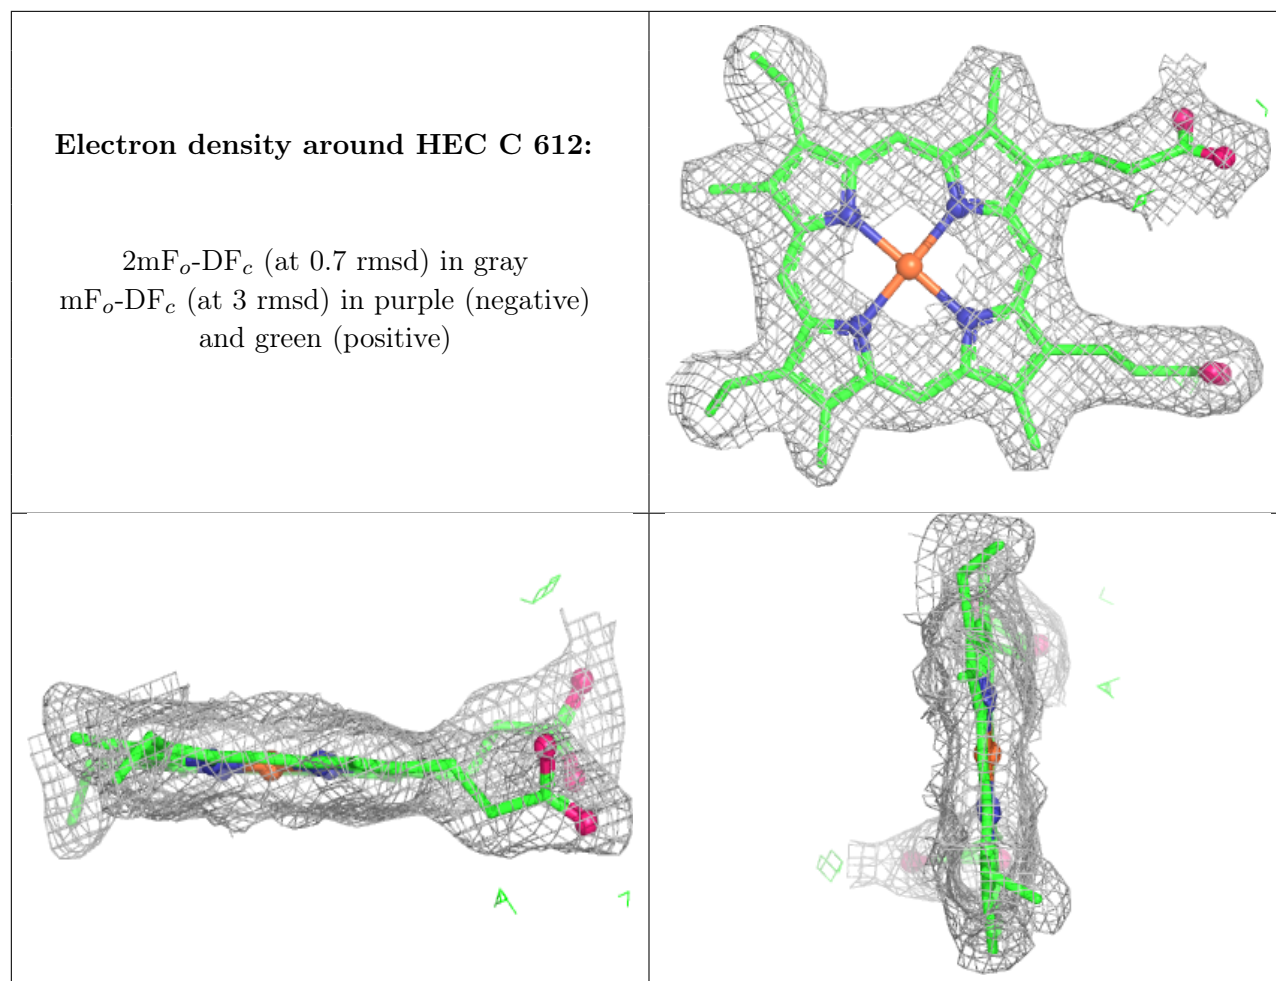 Electron density around HEC C 612:
2mFₒ-DF𝒸 (at 0.7 rmsd) in gray
mFₒ-DF𝒸 (at 3 rmsd) in purple (negative)
and green (positive)